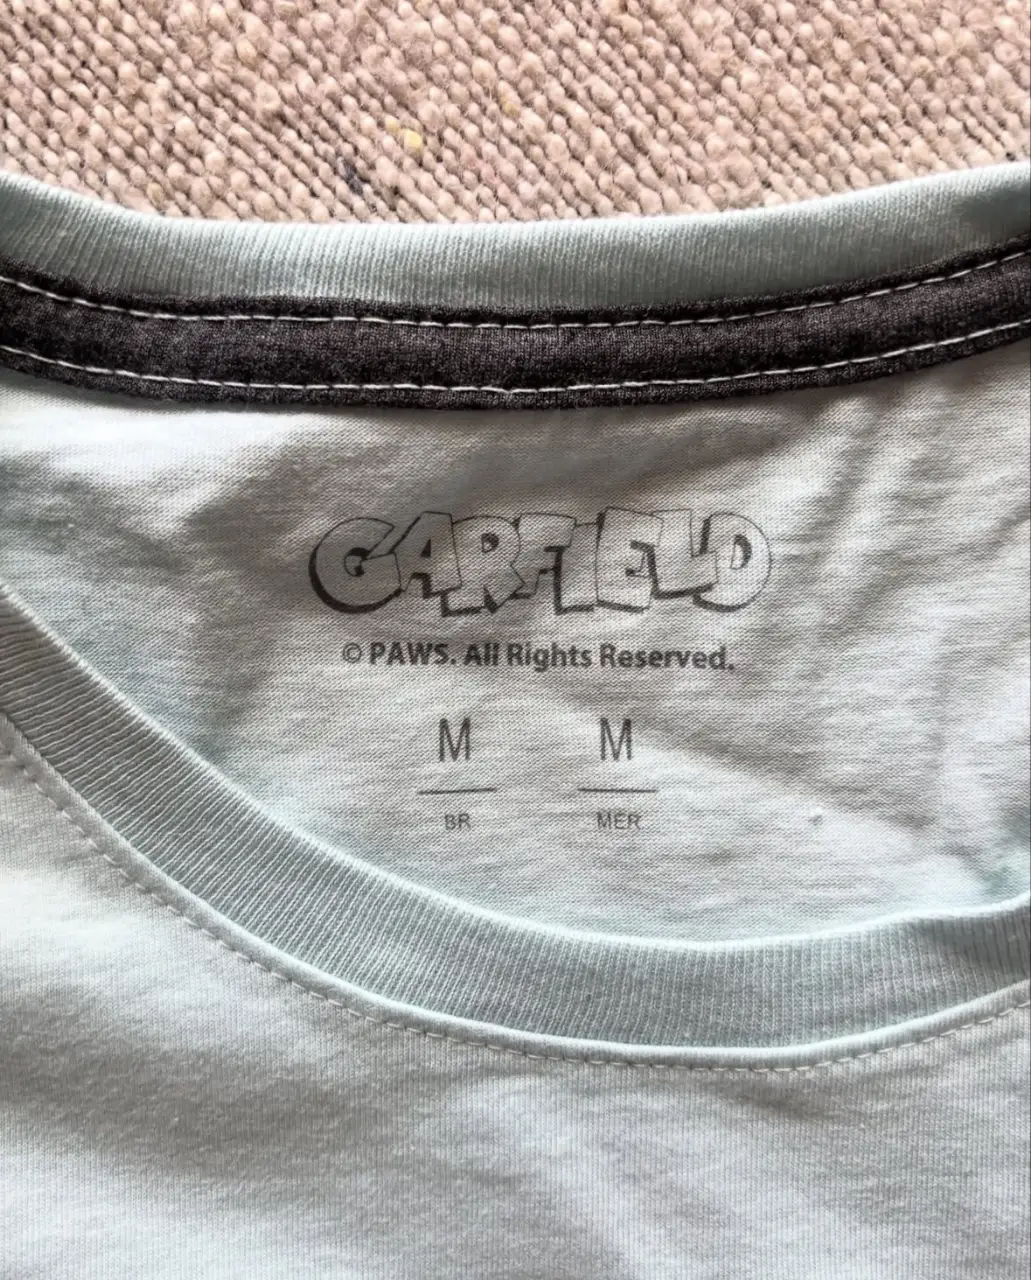 GARFIELD
© PAWS. All Rights Reserved.
M M
BR MER